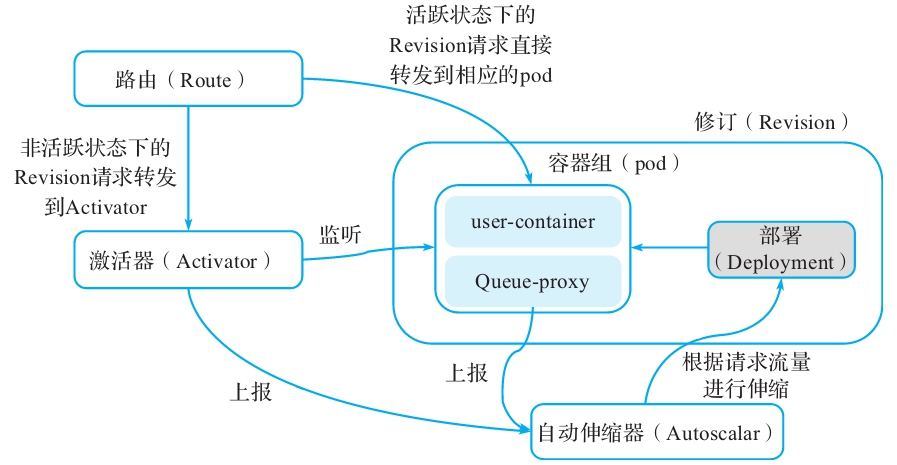 活跃状态下的
Revision请求直接
转发到相应的pod
路由（Route）
修订（Revision）
非活跃状态下的
Revision请求转发
到Activator
容器组（pod）
user-container
监听
部署
（Deployment）
激活器（Activator）
Queue-proxy
根据请求流量
进行伸缩
上报
上报
自动伸缩器（Autoscalar）